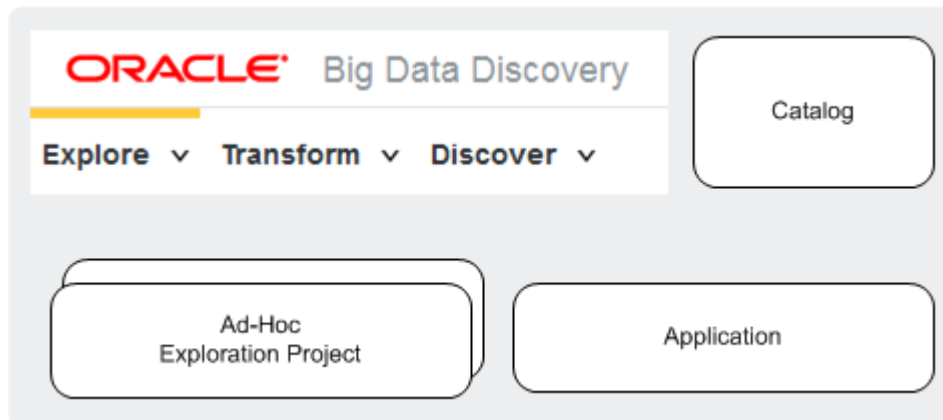 ORACLE Big Data Discovery
Catalog
Explore Transform Discover
Ad-Hoc
Exploration Project
Application